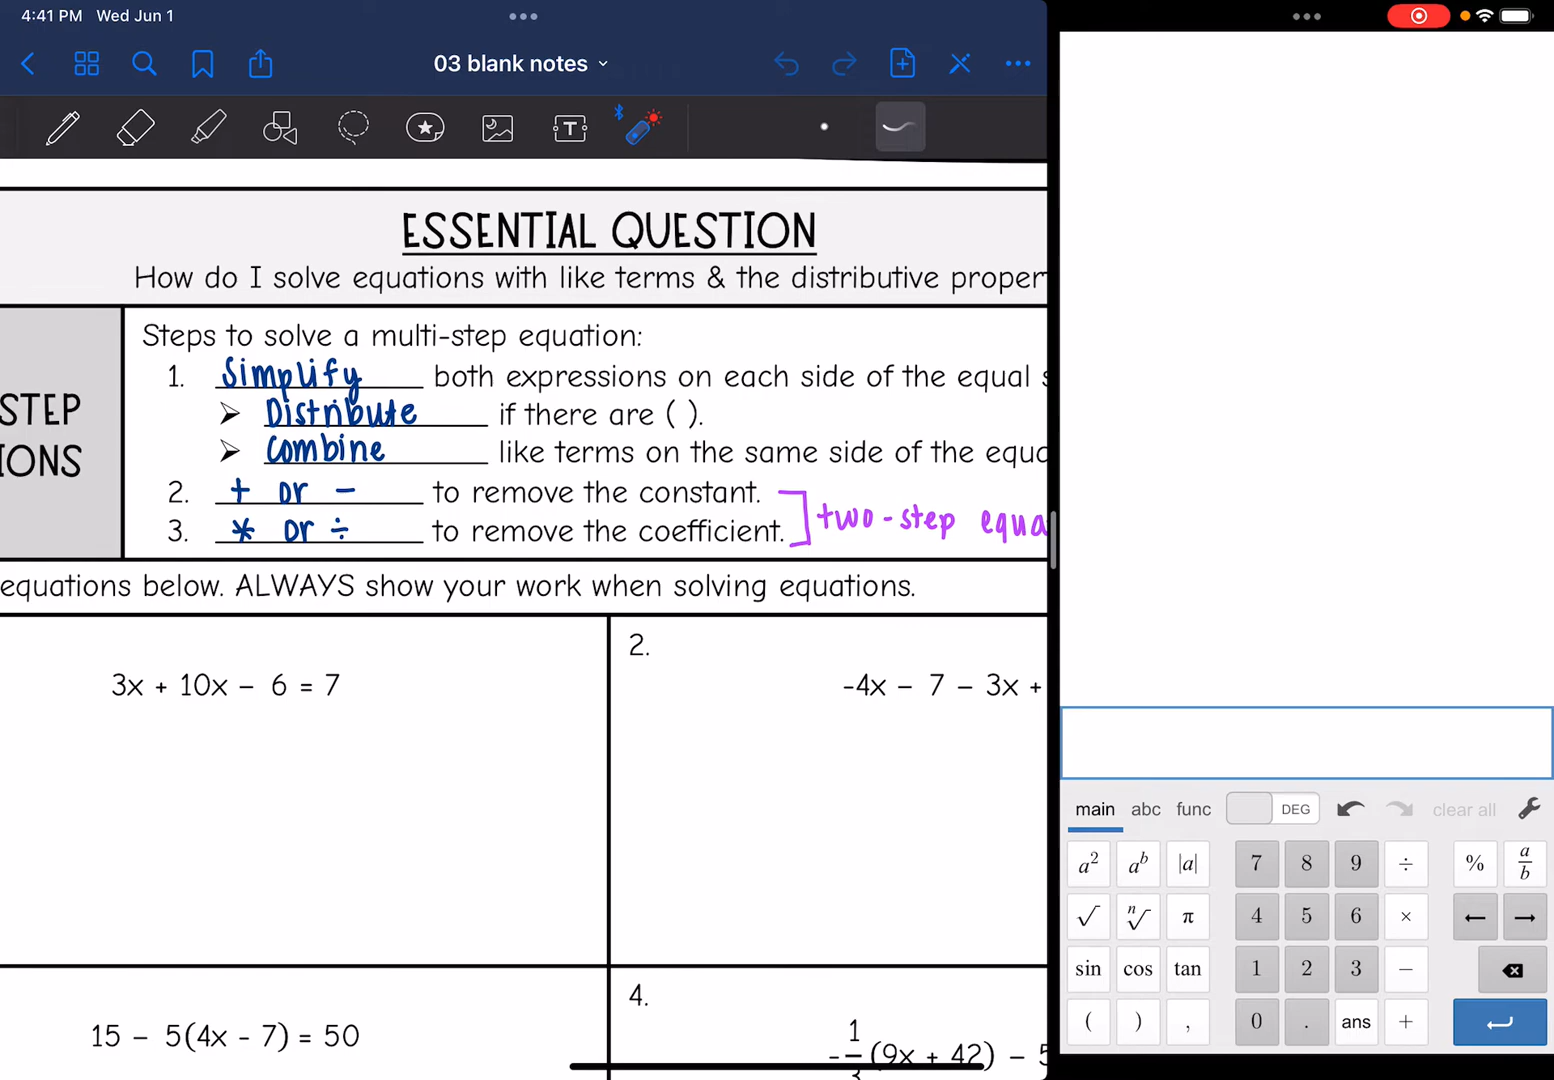 4:41 PM Wed Jun 1
03 blank notes
T
ESSENTIAL QUESTION
How do I solve equations with like terms & the distributive proper
Steps to solve a multi-step equation:
1. Simplify both expressions on each side of the equal s
➤ Distribute if there are ( ).
➤ Combine like terms on the same side of the equa
2. + or - to remove the constant.
3. * or ÷ to remove the coefficient.
two-step equa
STEP
IONS
equations below. ALWAYS show your work when solving equations.
3x + 10x – 6 = 7
2.
-4x – 7 – 3x +
15 – 5(4x - 7) = 50
4.
-1/3(9x + 42) – 5
main abc func DEG clear all
a² aᵇ |a| 7 8 9 ÷ % a/b
√ ⁿ√ π 4 5 6 × ← →
sin cos tan 1 2 3 −
( ) , 0 . ans +